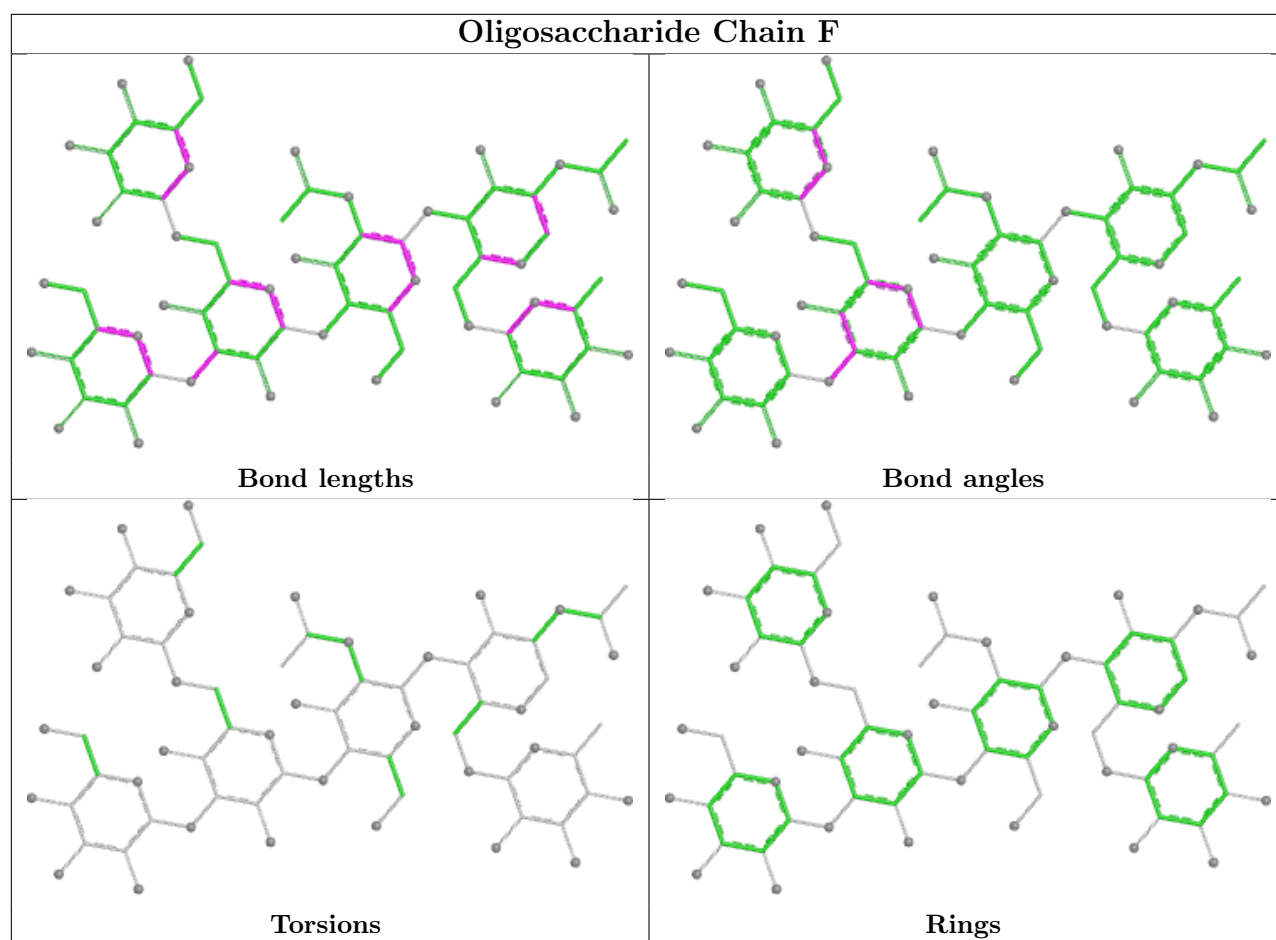 Oligosaccharide Chain F
Bond lengths
Bond angles
Torsions
Rings